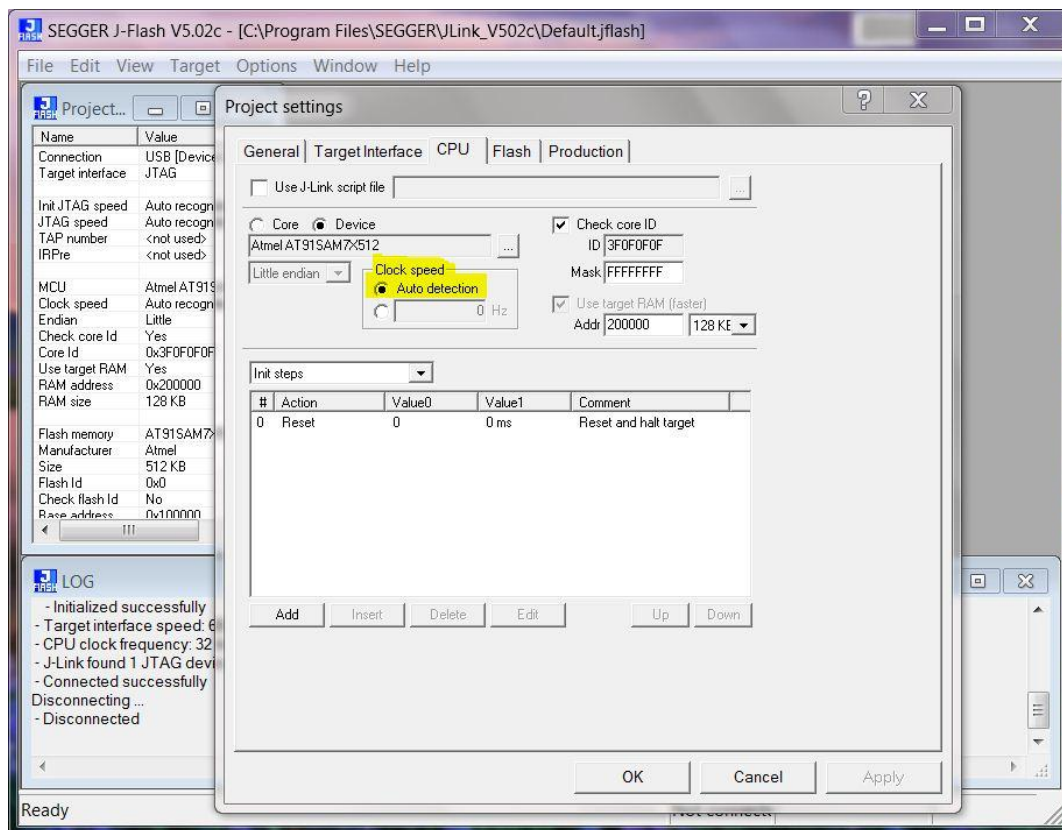 SEGGER J-Flash V5.02c - [C:\Program Files\SEGGER\JLink_V502c\Default.jflash]
File Edit View Target Options Window Help
Project...
Name Value
Connection USB [Device
Target interface JTAG
Init JTAG speed Auto recogn
JTAG speed Auto recogn
TAP number <not used>
IRPre <not used>
MCU Atmel AT91S
Clock speed Auto recogn
Endian Little
Check core Id Yes
Core Id 0x3F0F0F0F
Use target RAM Yes
RAM address 0x200000
RAM size 128 KB
Flash memory AT91SAM7X
Manufacturer Atmel
Size 512 KB
Flash Id 0x0
Check flash Id No
Base address 0x100000
Project settings
General Target Interface CPU Flash Production
Use J-Link script file ...
Core Device
Atmel AT91SAM7X512 ...
Little endian
Clock speed
Auto detection
0 Hz
Check core ID
ID 3F0F0F0F
Mask FFFFFFFF
Use target RAM (faster)
Addr 200000 128 KE
Init steps
# Action Value0 Value1 Comment
0 Reset 0 0 ms Reset and halt target
Add Insert Delete Edit Up Down
OK Cancel Apply
LOG
- Initialized successfully
- Target interface speed: 6
- CPU clock frequency: 32
- J-Link found 1 JTAG devi
- Connected successfully
Disconnecting ...
- Disconnected
Ready